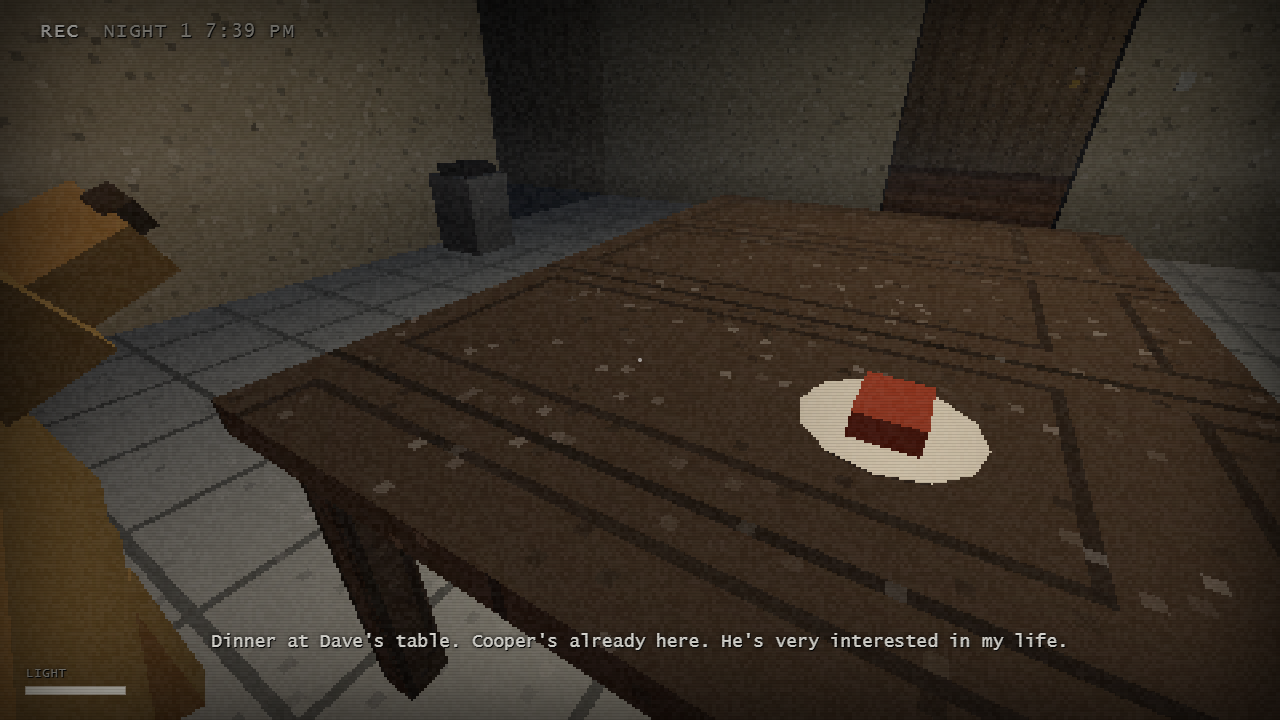 REC NIGHT 1 7:39 PM
Dinner at Dave's table. Cooper's already here. He's very interested in my life.
LIGHT